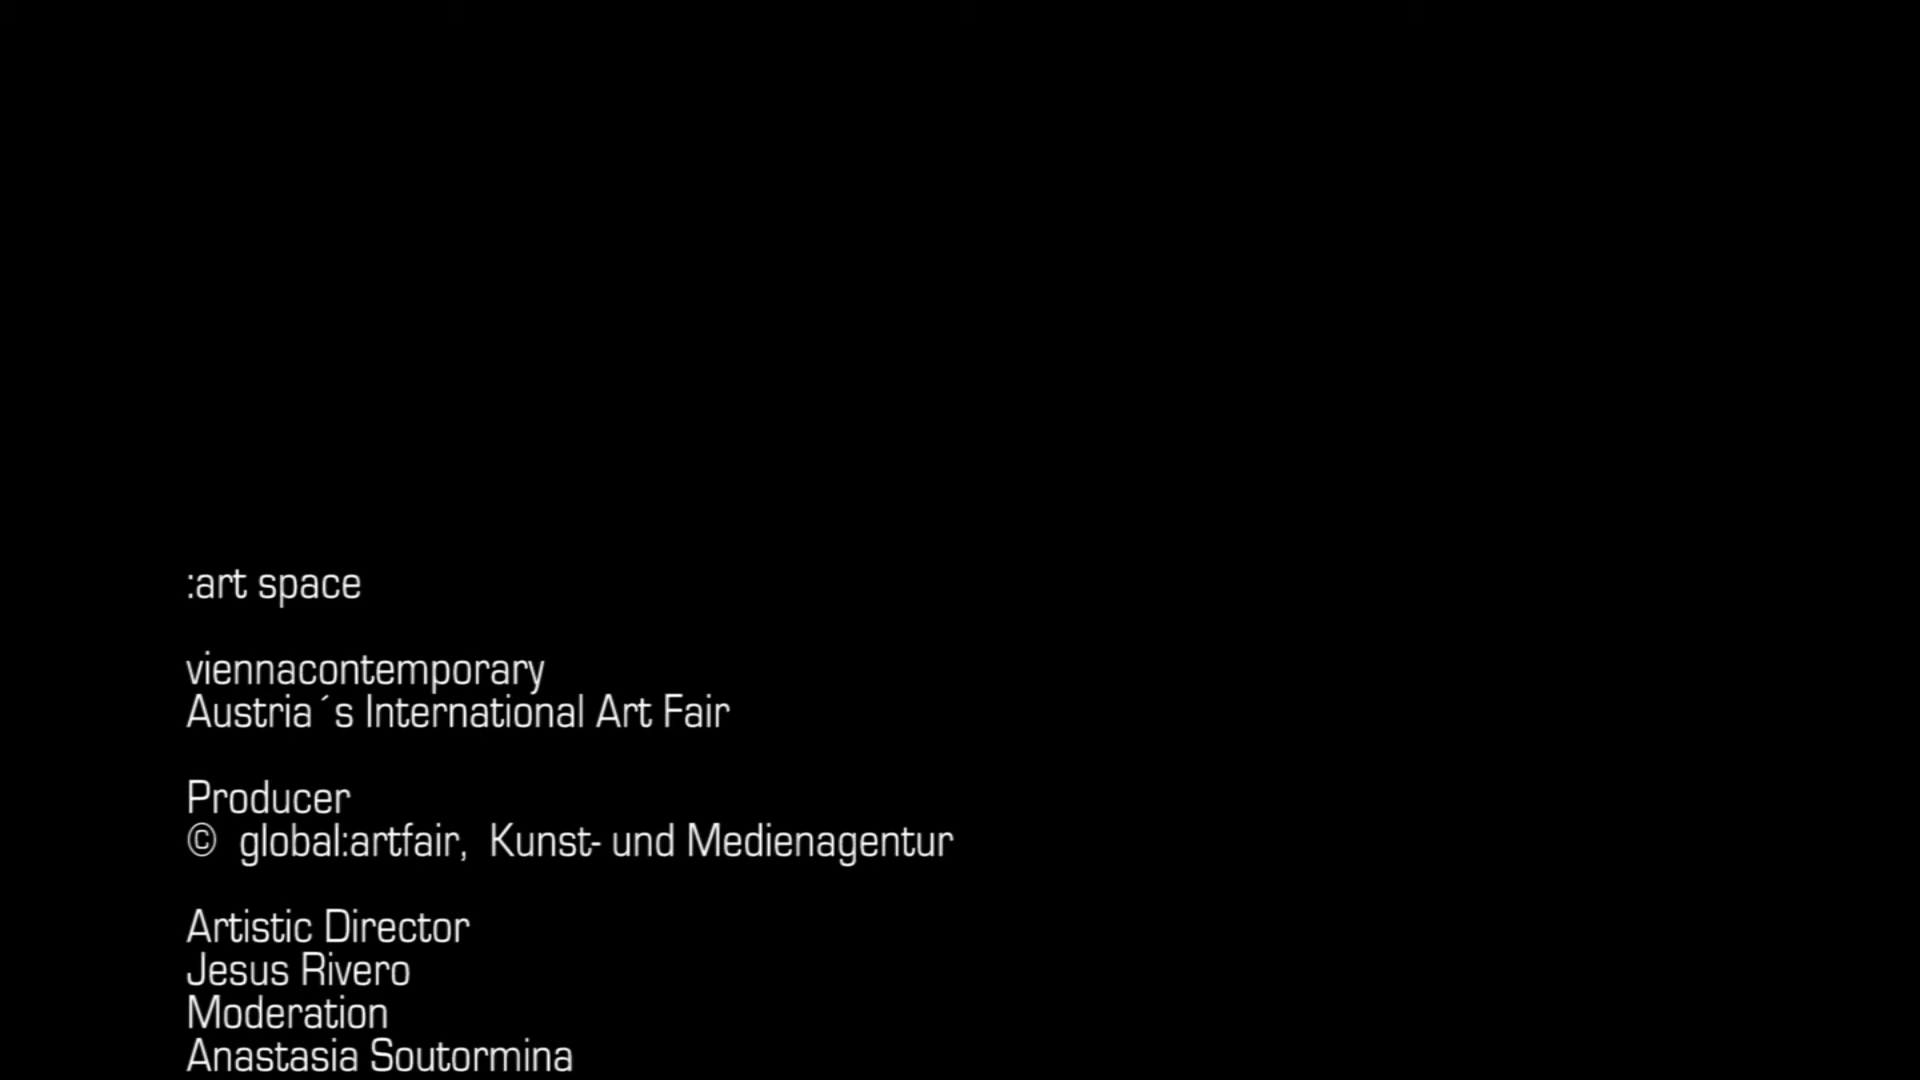 :art space
viennacontemporary
Austria´s International Art Fair
Producer
© global:artfair, Kunst- und Medienagentur
Artistic Director
Jesus Rivero
Moderation
Anastasia Soutormina